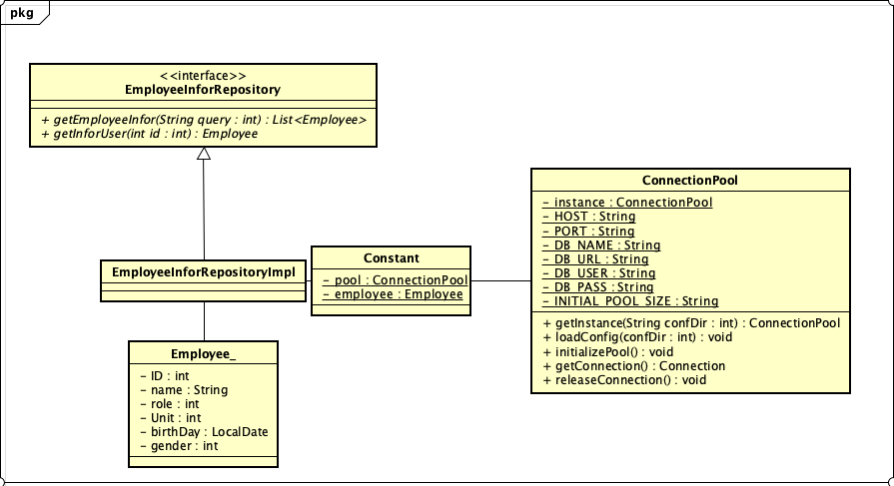 pkg
<<interface>>
EmployeeInforRepository
+ getEmployeeInfor(String query : int) : List<Employee>
+ getInforUser(int id : int) : Employee
EmployeeInforRepositoryImpl
Constant
- pool : ConnectionPool
- employee : Employee
ConnectionPool
- instance : ConnectionPool
- HOST : String
- PORT : String
- DB_NAME : String
- DB_URL : String
- DB_USER : String
- DB_PASS : String
- INITIAL_POOL_SIZE : String
+ getInstance(String confDir : int) : ConnectionPool
+ loadConfig(confDir : int) : void
+ initializePool() : void
+ getConnection() : Connection
+ releaseConnection() : void
Employee_
- ID : int
- name : String
- role : int
- Unit : int
- birthDay : LocalDate
- gender : int